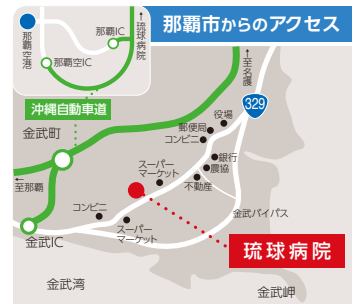 那覇市からのアクセス
那覇空港
那覇IC
那覇空IC
↑琉球病院
沖縄自動車道
↑至名護
329
金武町
役場
郵便局
コンビニ
銀行
農協
不動産
スーパー
マーケット
←
至那覇
コンビニ
スーパー
マーケット
金武バイパス
金武IC
琉球病院
金武湾
金武岬